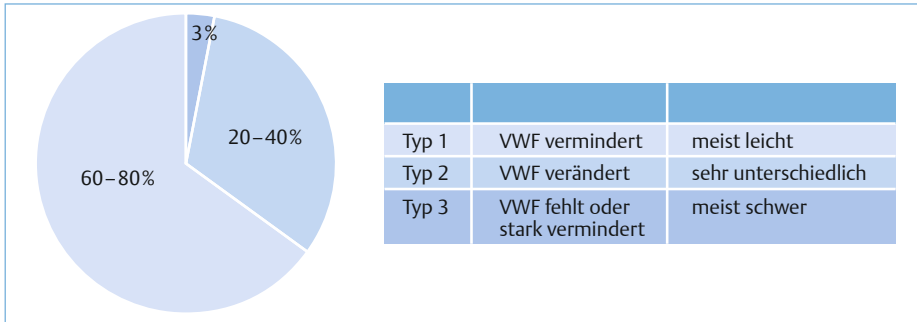 3%
20–40%
60–80%
Typ 1 VWF vermindert meist leicht
Typ 2 VWF verändert sehr unterschiedlich
Typ 3 VWF fehlt oder meist schwer
stark vermindert